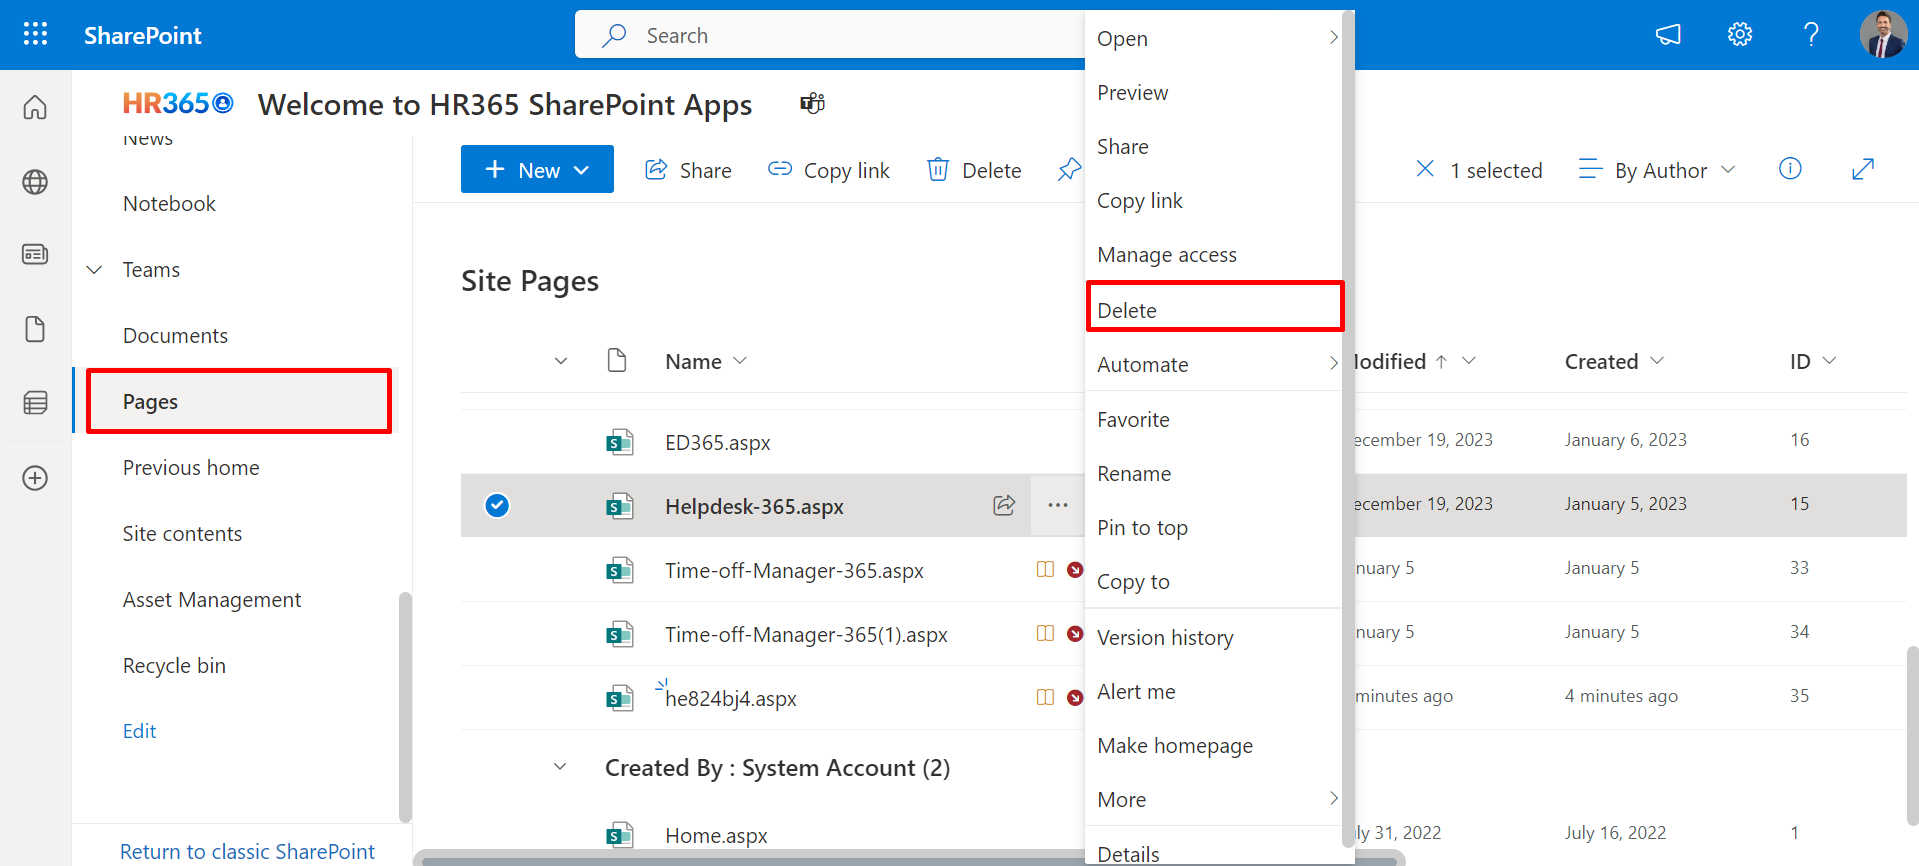 SharePoint
Search
HR365
Welcome to HR365 SharePoint Apps
News
Notebook
Teams
Documents
Pages
Previous home
Site contents
Asset Management
Recycle bin
Edit
Return to classic SharePoint
New
Share
Copy link
Delete
1 selected
By Author
Site Pages
Name
Modified
Created
ID
ED365.aspx
December 19, 2023
January 6, 2023
16
Helpdesk-365.aspx
December 19, 2023
January 5, 2023
15
Time-off-Manager-365.aspx
January 5
January 5
33
Time-off-Manager-365(1).aspx
January 5
January 5
34
he824bj4.aspx
minutes ago
4 minutes ago
35
Created By : System Account (2)
Home.aspx
July 31, 2022
July 16, 2022
1
Open
Preview
Share
Copy link
Manage access
Delete
Automate
Favorite
Rename
Pin to top
Copy to
Version history
Alert me
Make homepage
More
Details